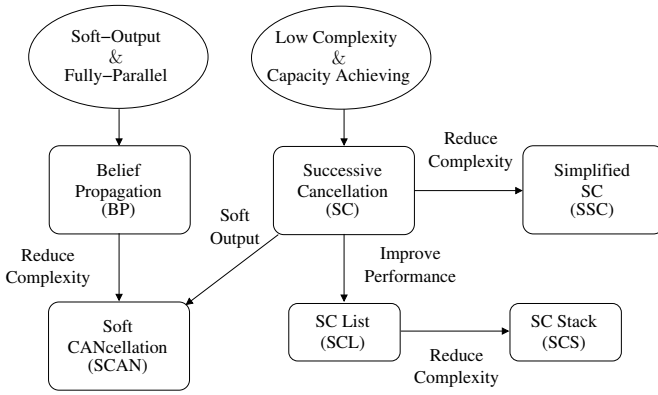 Soft−Output
&
Fully−Parallel
Low Complexity
&
Capacity Achieving
Belief
Propagation
(BP)
Successive
Cancellation
(SC)
Reduce
Complexity
Simplified
SC
(SSC)
Soft
Output
Reduce
Complexity
Improve
Performance
Soft
CANcellation
(SCAN)
SC List
(SCL)
Reduce
Complexity
SC Stack
(SCS)